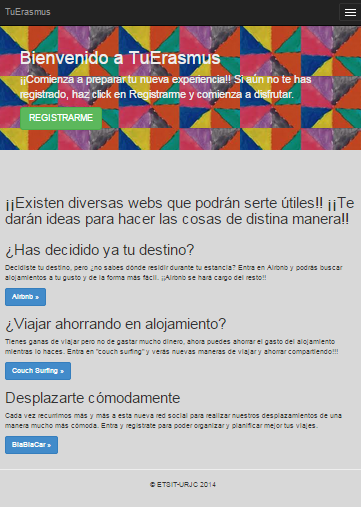 TuErasmus
Bienvenido a TuErasmus
¡¡Comienza a preparar tu nueva experiencia!! Si aún no te has
registrado, haz click en Registrarme y comienza a disfrutar.
REGISTRARME
¡¡Existen diversas webs que podrán serte útiles!! ¡¡Te
darán ideas para hacer las cosas de distina manera!!
¿Has decidido ya tu destino?
Decidiste tu destino, pero ¿no sabes dónde residir durante tu estancia? Entra en Airbnb y podrás buscar
alojamientos a tu gusto y de la forma más fácil. ¡¡Airbnb se hará cargo del resto!!
Airbnb »
¿Viajar ahorrando en alojamiento?
Tienes ganas de viajar pero no de gastar mucho dinero, ahora puedes ahorrar el gasto del alojamiento
mientras lo haces. Entra en "couch surfing" y verás nuevas maneras de viajar y ahorrar compartiendo!!!
Couch Surfing »
Desplazarte cómodamente
Cada vez recurrimos más y más a esta nueva red social para realizar nuestros desplazamientos de una
manera mucho más cómoda. Entra y regístrate para poder organizar y planificar mejor tus viajes.
BlaBlaCar »
© ETSIT-URJC 2014